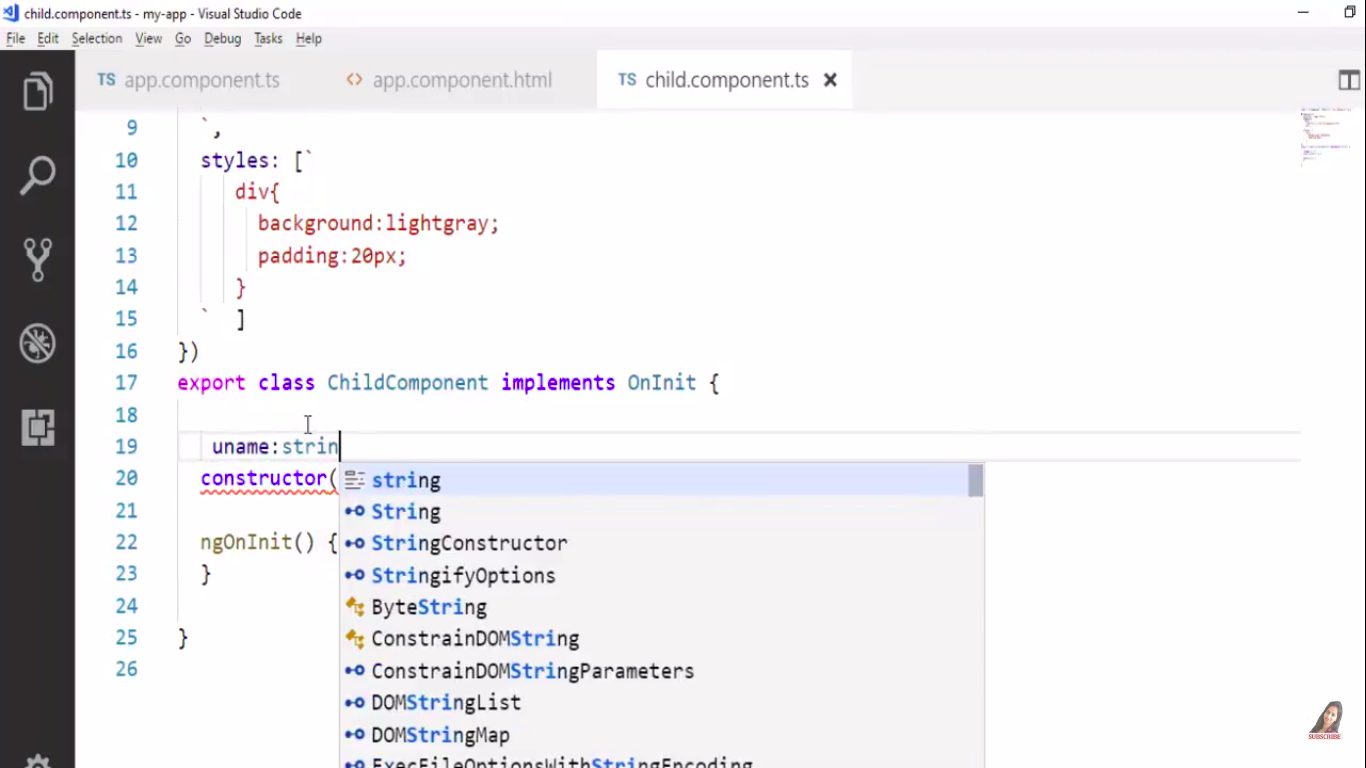 child.component.ts - my-app - Visual Studio Code
File Edit Selection View Go Debug Tasks Help
TS app.component.ts <> app.component.html TS child.component.ts
9 `,
10 styles: [`
11 div{
12 background:lightgray;
13 padding:20px;
14 }
15 ` ]
16 })
17 export class ChildComponent implements OnInit {
18
19 uname:strin
20 constructor(
string
String
21
22 ngOnInit() {
StringConstructor
23 }
StringifyOptions
24
ByteString
25 }
ConstrainDOMString
26
ConstrainDOMStringParameters
DOMStringList
DOMStringMap
ExecFileOptionsWithStringEncoding
SUBSCRIBE